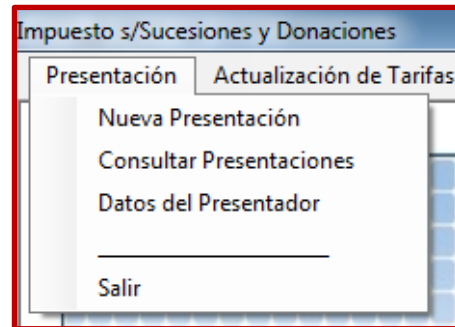 Impuesto s/Sucesiones y Donaciones
Presentación Actualización de Tarifas
Nueva Presentación
Consultar Presentaciones
Datos del Presentador
Salir